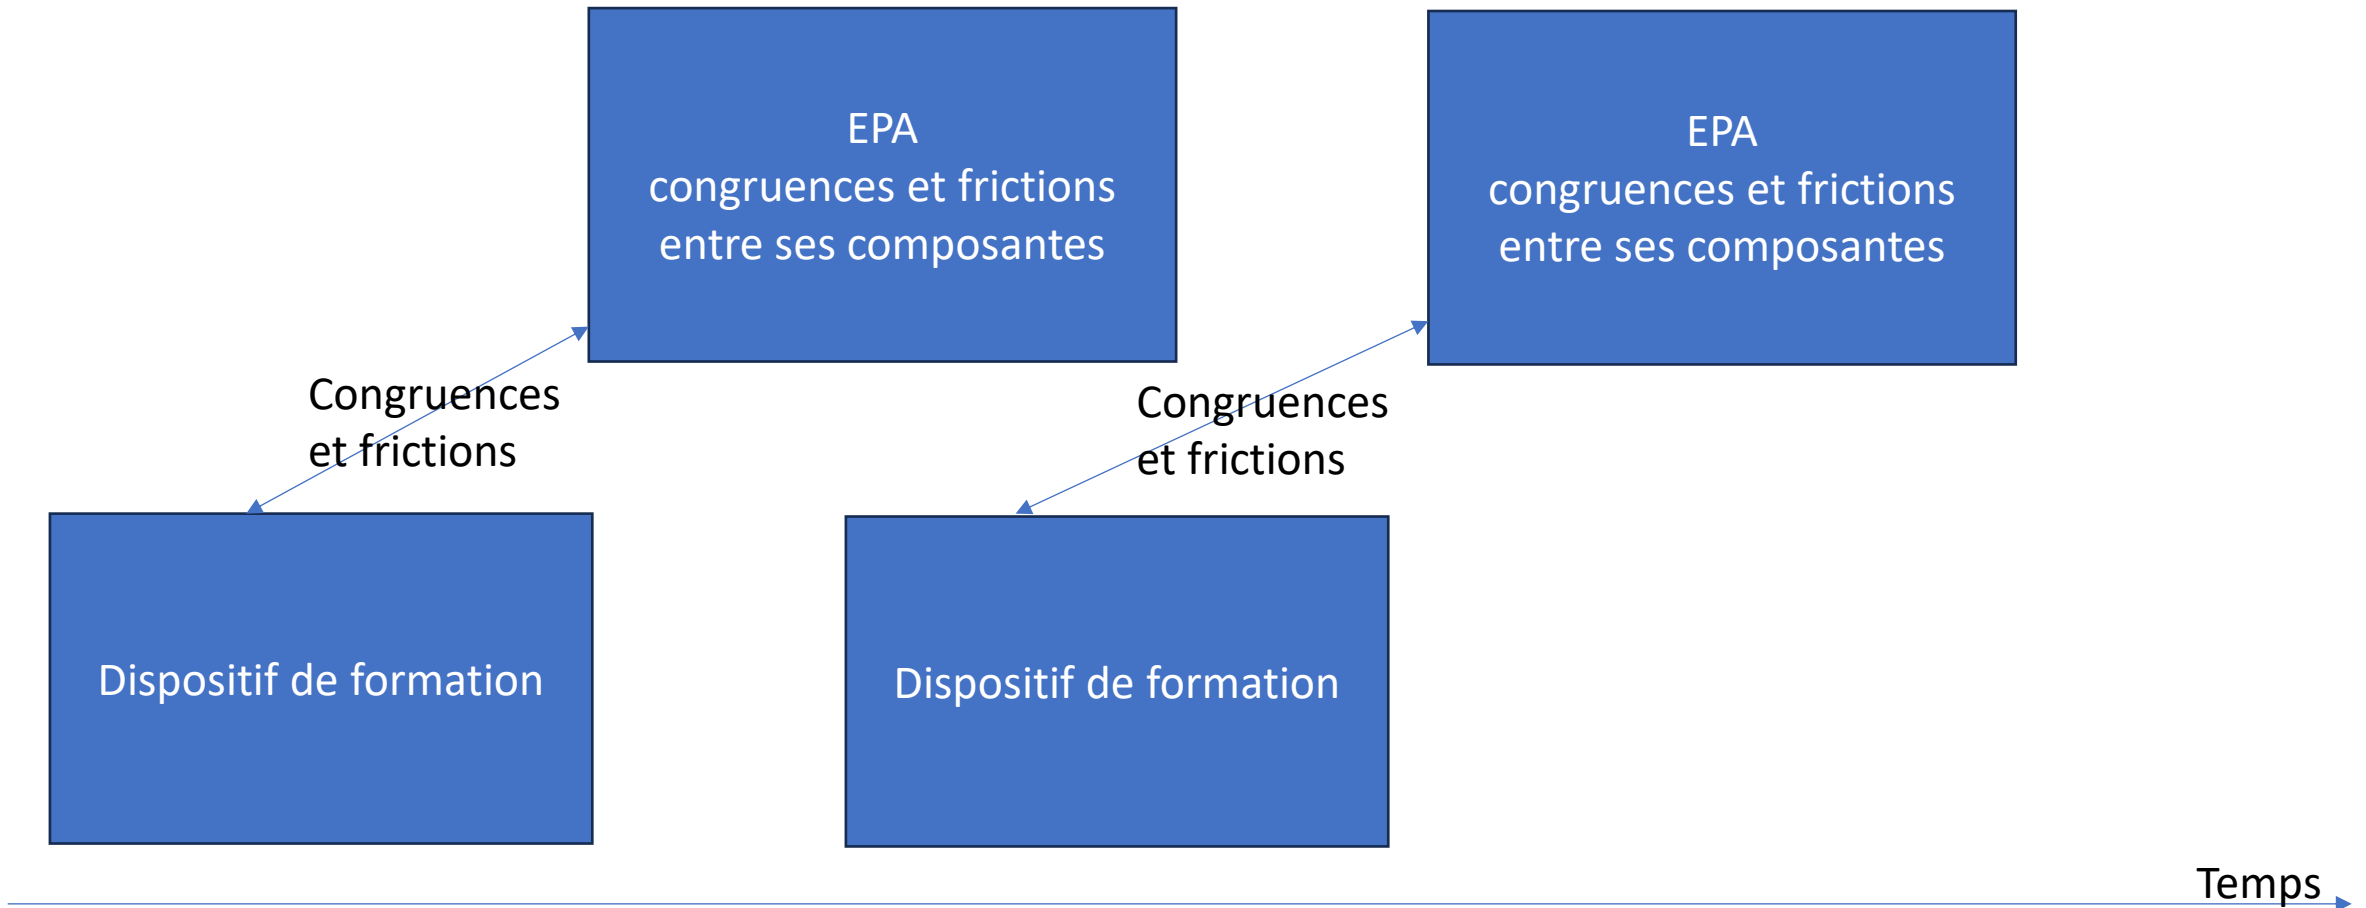 EPA
congruences et frictions
entre ses composantes
EPA
congruences et frictions
entre ses composantes
Congruences
et frictions
Congruences
et frictions
Dispositif de formation
Dispositif de formation
Temps